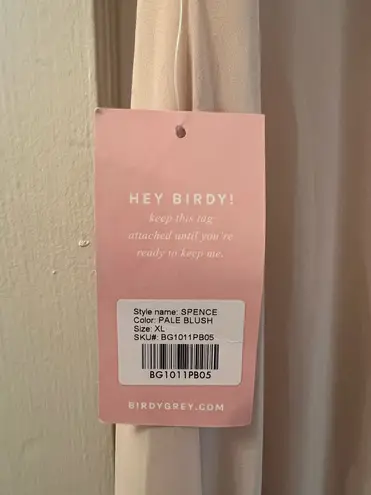 HEY BIRDY!
keep this tag
attached until you're
ready to keep me.
Style name: SPENCE
Color: PALE BLUSH
Size: XL
SKU#: BG1011PB05
BG1011PB05
BIRDYGREY.COM